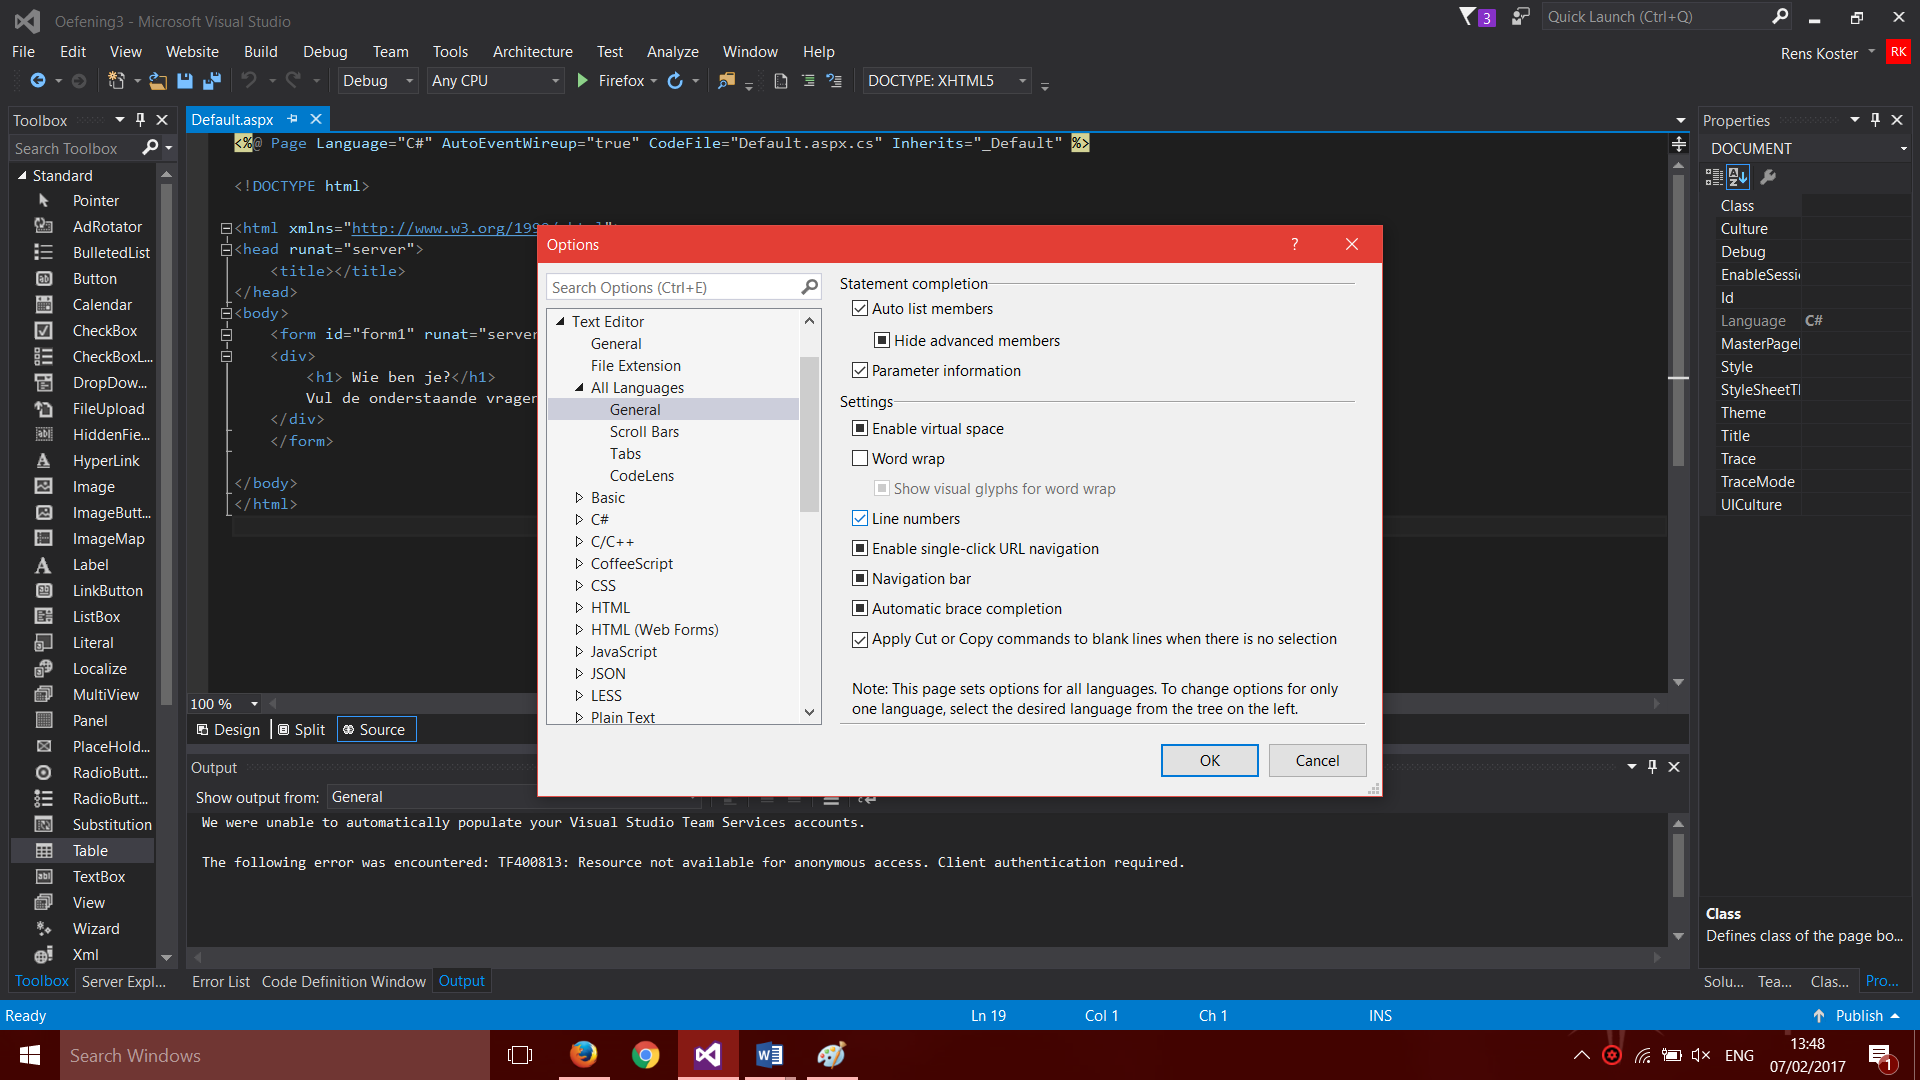 Oefening3 - Microsoft Visual Studio
3
Quick Launch (Ctrl+Q)
File Edit View Website Build Debug Team Tools Architecture Test Analyze Window Help
Rens Koster RK
Debug Any CPU Firefox DOCTYPE: XHTML5
Toolbox
Search Toolbox
Standard
Pointer
AdRotator
BulletedList
Button
Calendar
CheckBox
CheckBoxL...
DropDow...
FileUpload
HiddenFie...
HyperLink
Image
ImageButt...
ImageMap
Label
LinkButton
ListBox
Literal
Localize
MultiView
Panel
PlaceHold...
RadioButt...
RadioButt...
Substitution
Table
TextBox
View
Wizard
Xml
Toolbox Server Expl...
Default.aspx
<%@ Page Language="C#" AutoEventWireup="true" CodeFile="Default.aspx.cs" Inherits="_Default" %>
<!DOCTYPE html>
<html xmlns="http://www.w3.org/199
<head runat="server">
<title></title>
</head>
<body>
<form id="form1" runat="server
<div>
<h1> Wie ben je?</h1>
Vul de onderstaande vragen
</div>
</form>
</body>
</html>
100 %
Design Split Source
Options ?
Search Options (Ctrl+E)
Text Editor
General
File Extension
All Languages
General
Scroll Bars
Tabs
CodeLens
Basic
C#
C/C++
CoffeeScript
CSS
HTML
HTML (Web Forms)
JavaScript
JSON
LESS
Plain Text
Statement completion
Auto list members
Hide advanced members
Parameter information
Settings
Enable virtual space
Word wrap
Show visual glyphs for word wrap
Line numbers
Enable single-click URL navigation
Navigation bar
Automatic brace completion
Apply Cut or Copy commands to blank lines when there is no selection
Note: This page sets options for all languages. To change options for only
one language, select the desired language from the tree on the left.
OK Cancel
Output
Show output from: General
We were unable to automatically populate your Visual Studio Team Services accounts.
The following error was encountered: TF400813: Resource not available for anonymous access. Client authentication required.
Error List Code Definition Window Output
Properties
DOCUMENT
Class
Culture
Debug
EnableSessi
Id
Language C#
MasterPage
Style
StyleSheetT
Theme
Title
Trace
TraceMode
UICulture
Class
Defines class of the page bo...
Solu... Tea... Clas... Pro...
Ready Ln 19 Col 1 Ch 1 INS Publish
Search Windows
ENG
13:48
07/02/2017
1